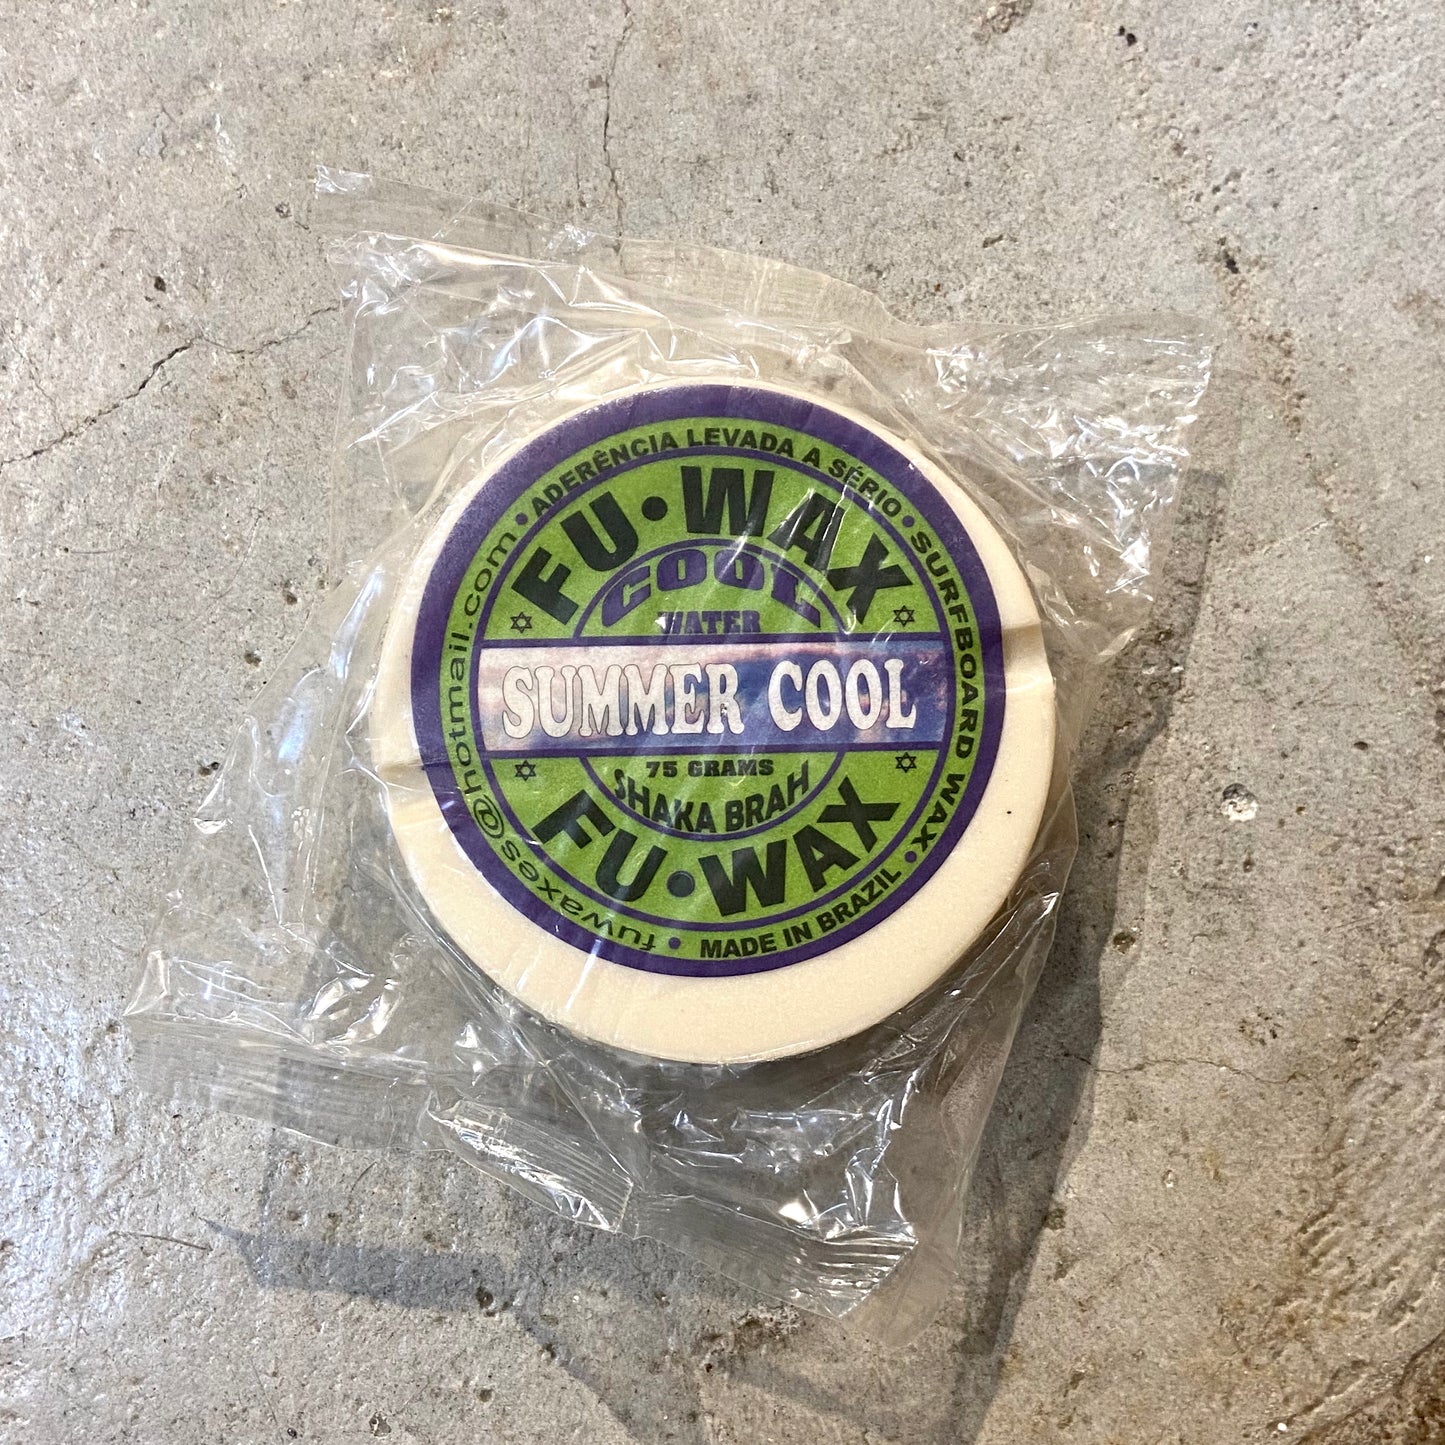 ADERÊNCIA LEVADA A SÉRIO • SURFBOARD WAX • MADE IN BRAZIL • fuwaxes@hotmail.com •
FU•WAX
COOL
WATER
SUMMER COOL
75 GRAMS
SHAKA BRAH
FU•WAX